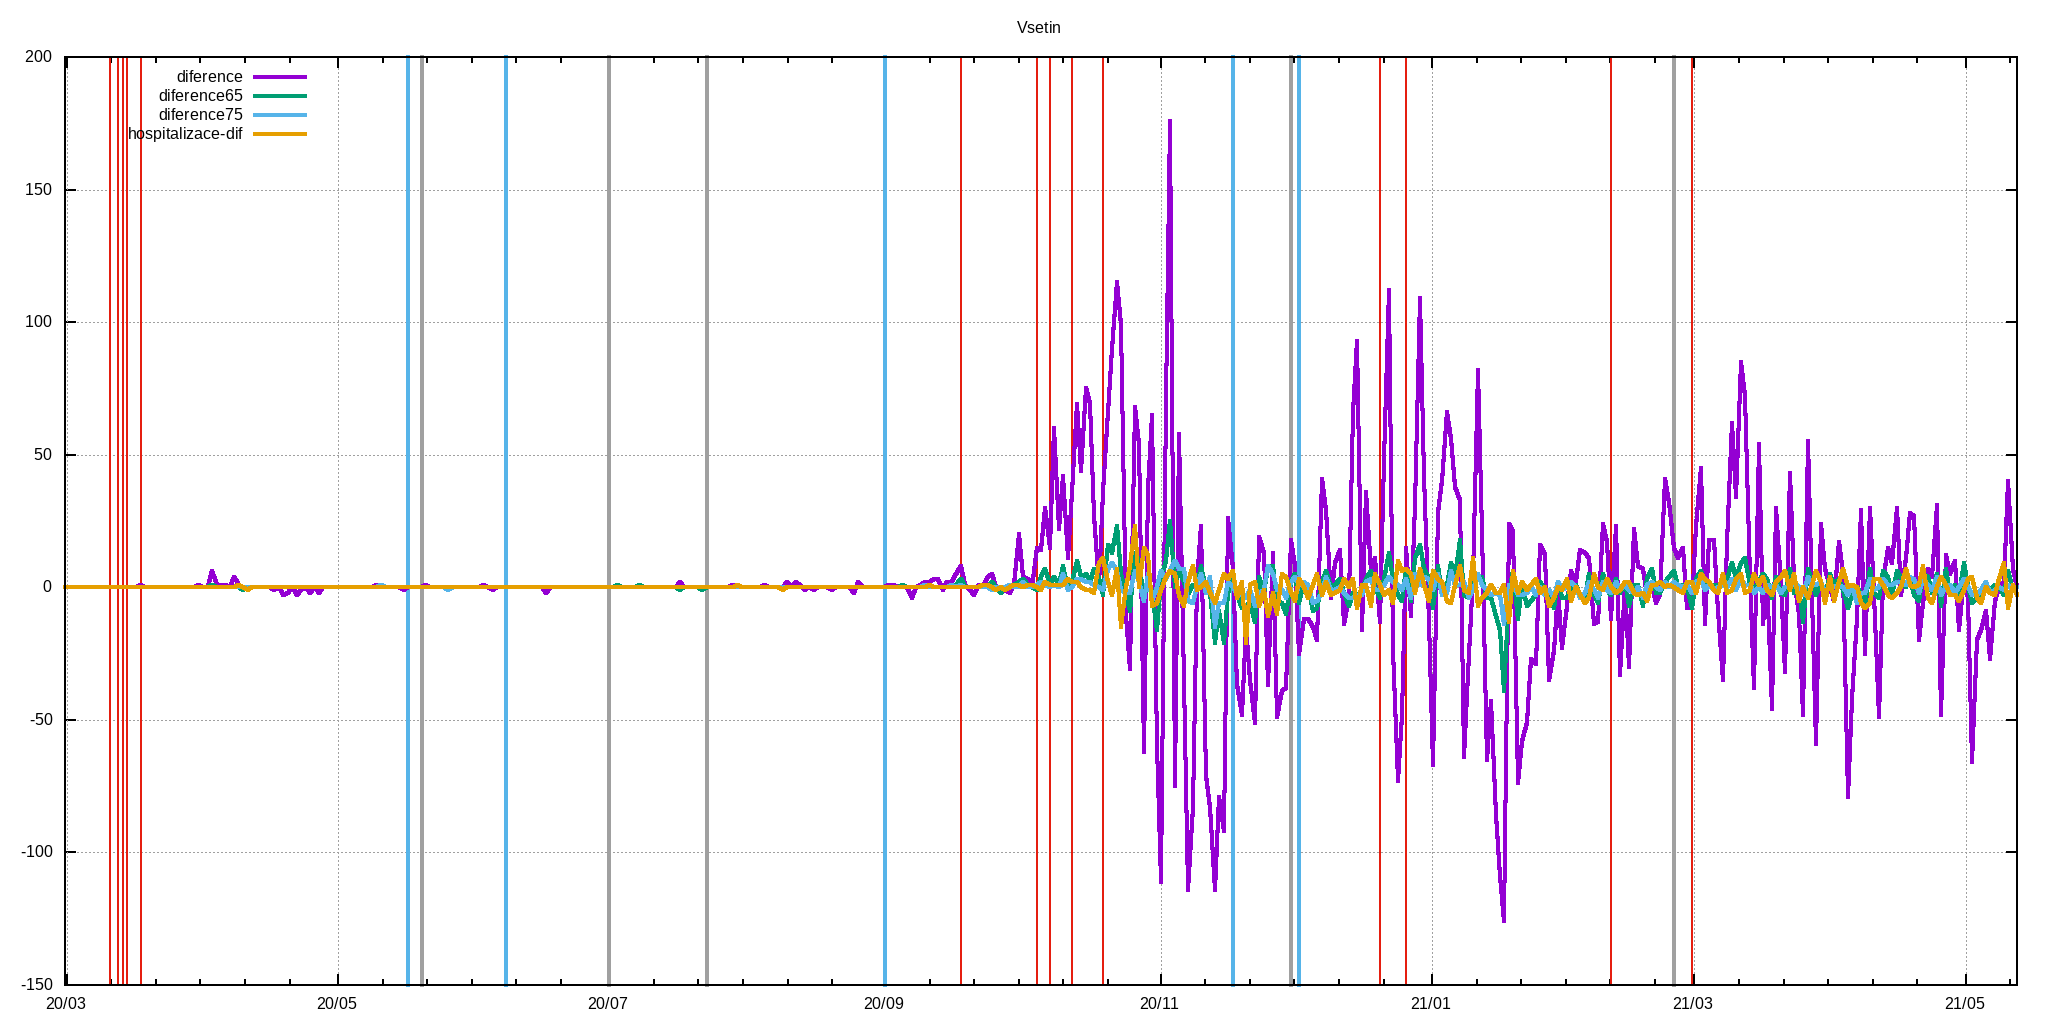 Vsetin
200
150
100
50
0
-50
-100
-150
diference
diference65
diference75
hospitalizace-dif
20/03 20/05 20/07 20/09 20/11 21/01 21/03 21/05